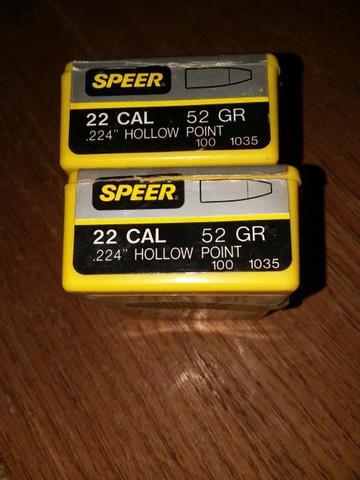 SPEER
22 CAL 52 GR
.224" HOLLOW POINT
100 1035
SPEER
22 CAL 52 GR
.224" HOLLOW POINT
100 1035